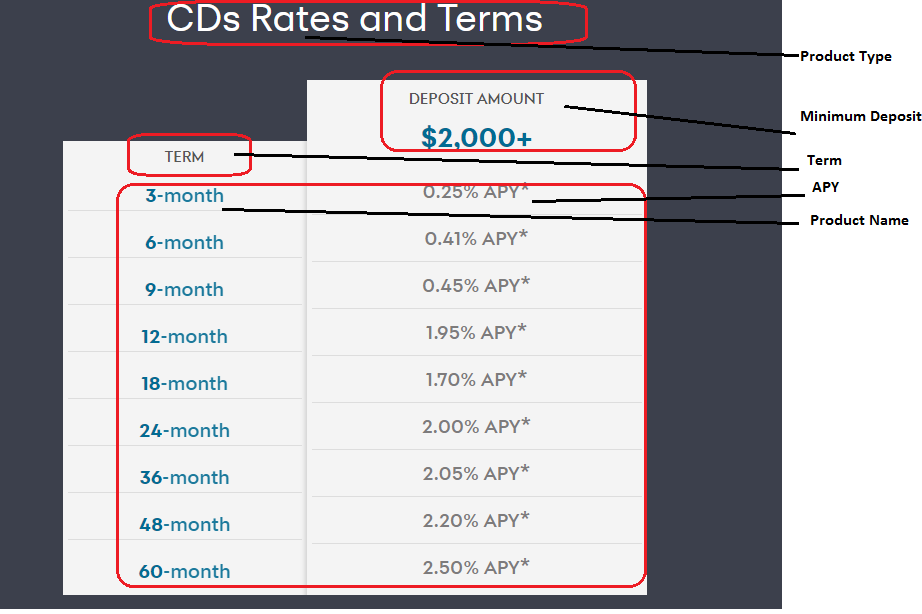 CDs Rates and Terms
Product Type
DEPOSIT AMOUNT
$2,000+
Minimum Deposit
TERM
Term
APY
3-month 0.25% APY*
Product Name
6-month 0.41% APY*
9-month 0.45% APY*
12-month 1.95% APY*
18-month 1.70% APY*
24-month 2.00% APY*
36-month 2.05% APY*
48-month 2.20% APY*
60-month 2.50% APY*